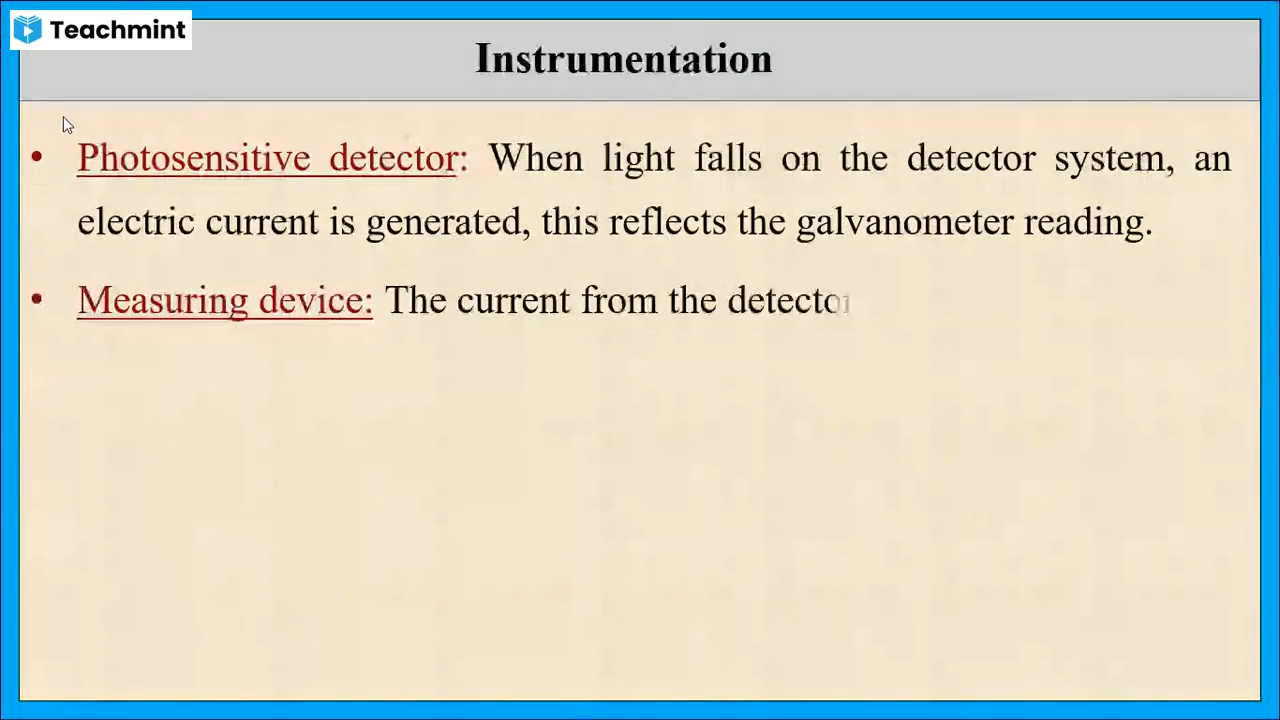 Teachmint
Instrumentation
• Photosensitive detector: When light falls on the detector system, an
electric current is generated, this reflects the galvanometer reading.
• Measuring device: The current from the detector